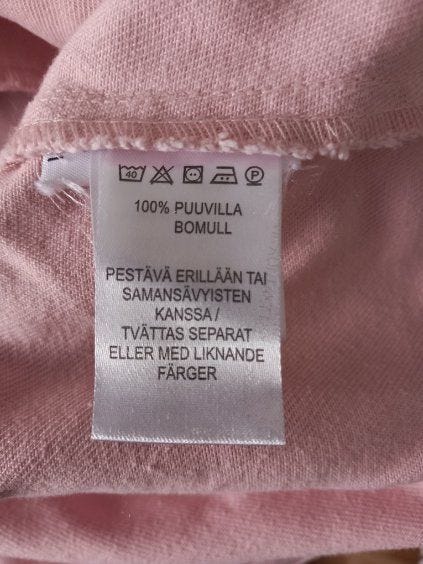 40 P
100% PUUVILLA
BOMULL
PESTÄVÄ ERILLÄÄN TAI
SAMANSÄVYISTEN
KANSSA /
TVÄTTAS SEPARAT
ELLER MED LIKNANDE
FÄRGER